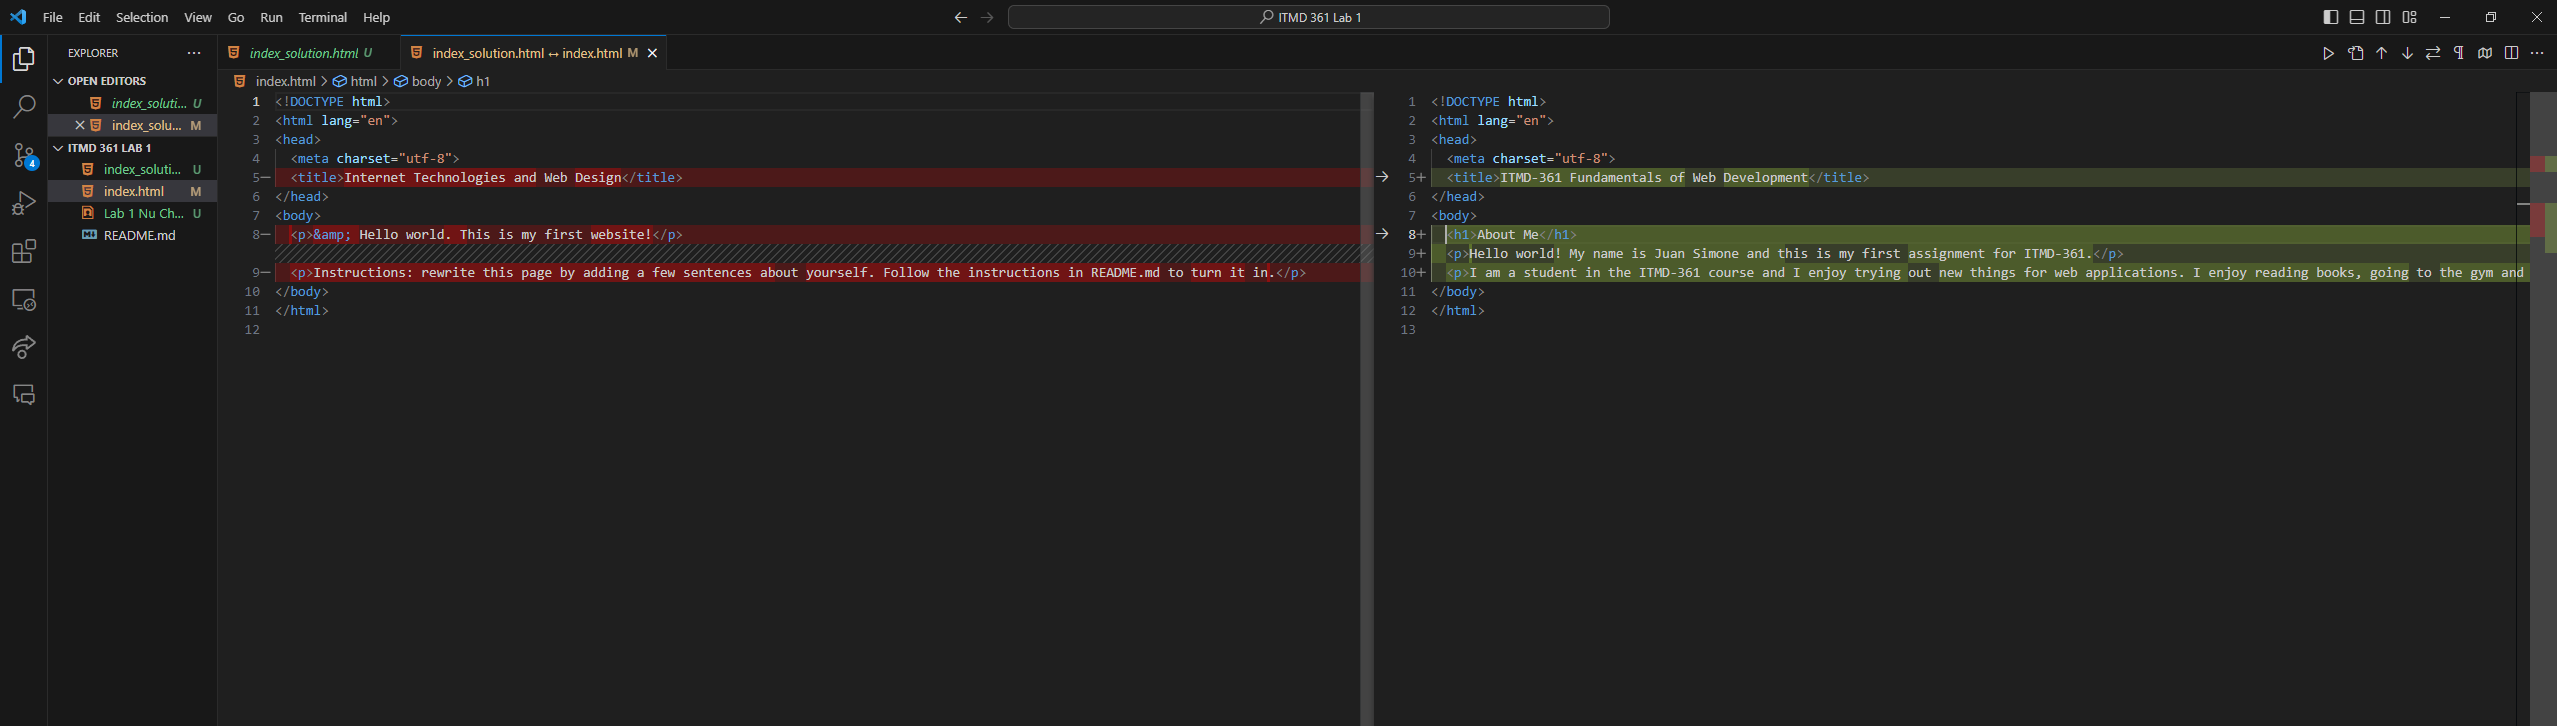 File Edit Selection View Go Run Terminal Help
ITMD 361 Lab 1
EXPLORER
OPEN EDITORS
index_soluti... U
index_solu... M
ITMD 361 LAB 1
index_soluti... U
index.html M
Lab 1 Nu Ch... U
README.md
4
index_solution.html U
index_solution.html ↔ index.html M
index.html > html > body > h1
1 <!DOCTYPE html>
2 <html lang="en">
3 <head>
4 <meta charset="utf-8">
5— <title>Internet Technologies and Web Design</title>
6 </head>
7 <body>
8— <p>&amp; Hello world. This is my first website!</p>
9— <p>Instructions: rewrite this page by adding a few sentences about yourself. Follow the instructions in README.md to turn it in.</p>
10 </body>
11 </html>
12
1 <!DOCTYPE html>
2 <html lang="en">
3 <head>
4 <meta charset="utf-8">
5+ <title>ITMD-361 Fundamentals of Web Development</title>
6 </head>
7 <body>
8+ <h1>About Me</h1>
9+ <p>Hello world! My name is Juan Simone and this is my first assignment for ITMD-361.</p>
10+ <p>I am a student in the ITMD-361 course and I enjoy trying out new things for web applications. I enjoy reading books, going to the gym and
11 </body>
12 </html>
13